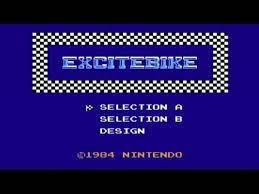 EXCITEBIKE
SELECTION A
SELECTION B
DESIGN
©1984 NINTENDO